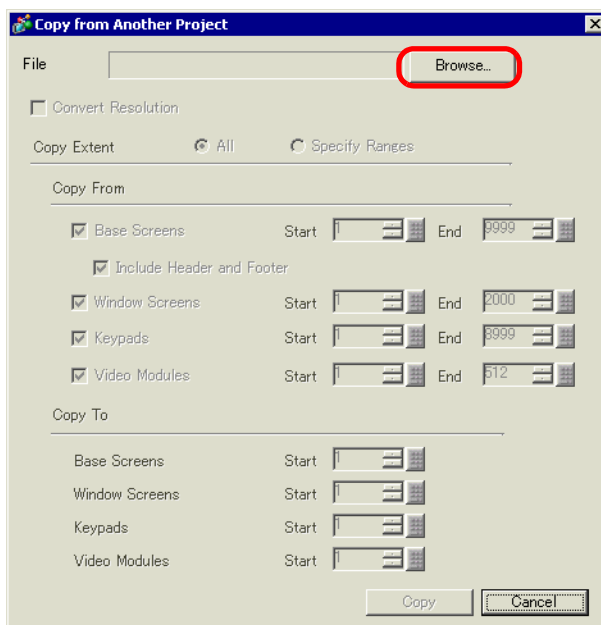 Copy from Another Project
File Browse...
Convert Resolution
Copy Extent All Specify Ranges
Copy From
Base Screens Start 1 End 9999
Include Header and Footer
Window Screens Start 1 End 2000
Keypads Start 1 End 8999
Video Modules Start 1 End 512
Copy To
Base Screens Start 1
Window Screens Start 1
Keypads Start 1
Video Modules Start 1
Copy Cancel